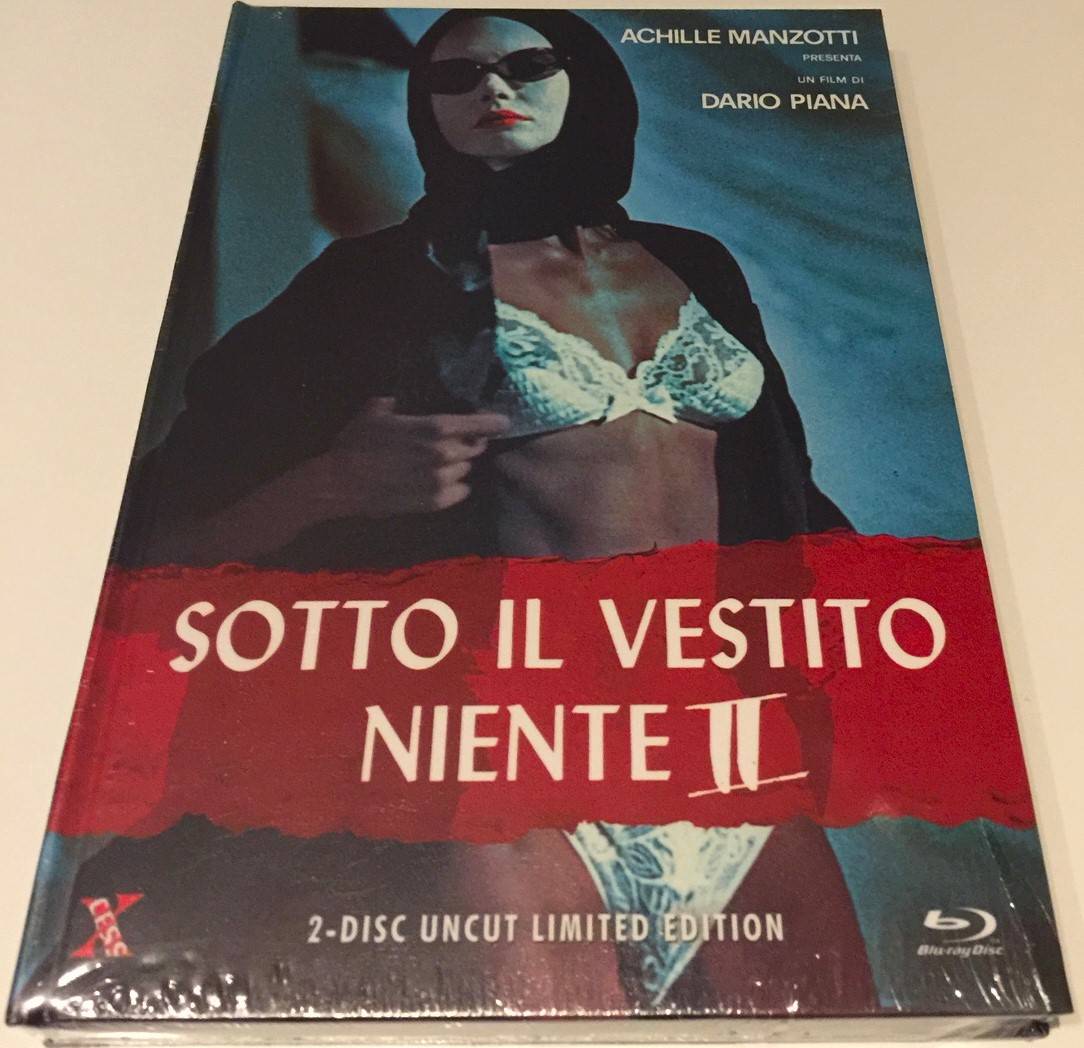 ACHILLE MANZOTTI
PRESENTA
UN FILM DI
DARIO PIANA
SOTTO IL VESTITO
NIENTE II
XCESS
2-DISC UNCUT LIMITED EDITION
Blu-ray Disc